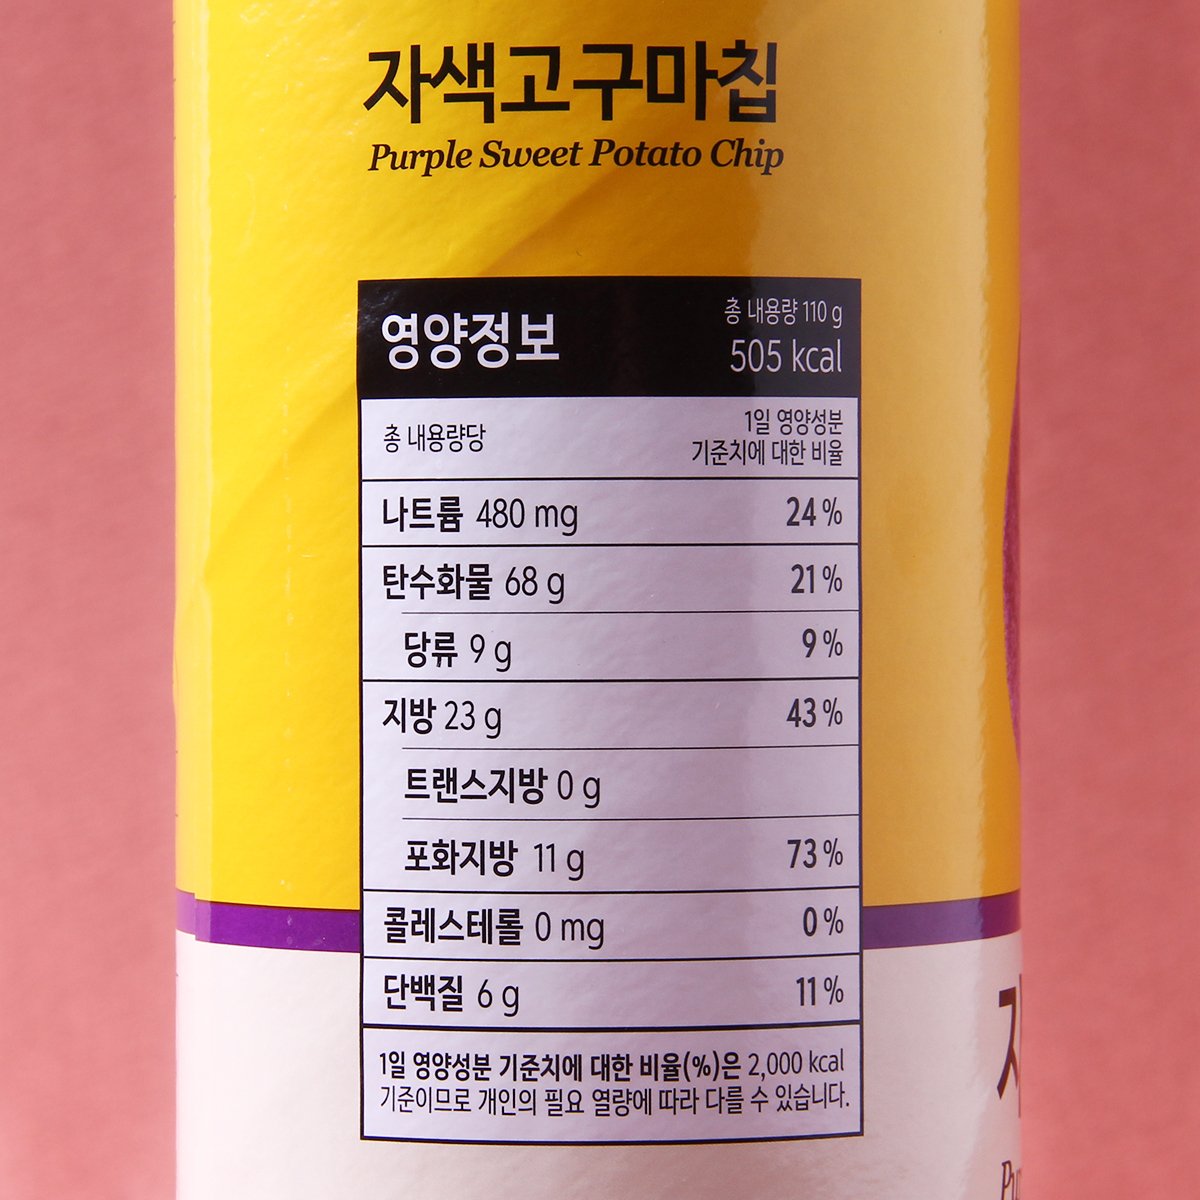 자색고구마칩
Purple Sweet Potato Chip
영양정보
총 내용량 110 g
505 kcal
총 내용량당
1일 영양성분
기준치에 대한 비율
나트륨 480 mg 24 %
탄수화물 68 g 21 %
당류 9 g 9 %
지방 23 g 43 %
트랜스지방 0 g
포화지방 11 g 73 %
콜레스테롤 0 mg 0 %
단백질 6 g 11 %
1일 영양성분 기준치에 대한 비율(%)은 2,000 kcal
기준이므로 개인의 필요 열량에 따라 다를 수 있습니다.